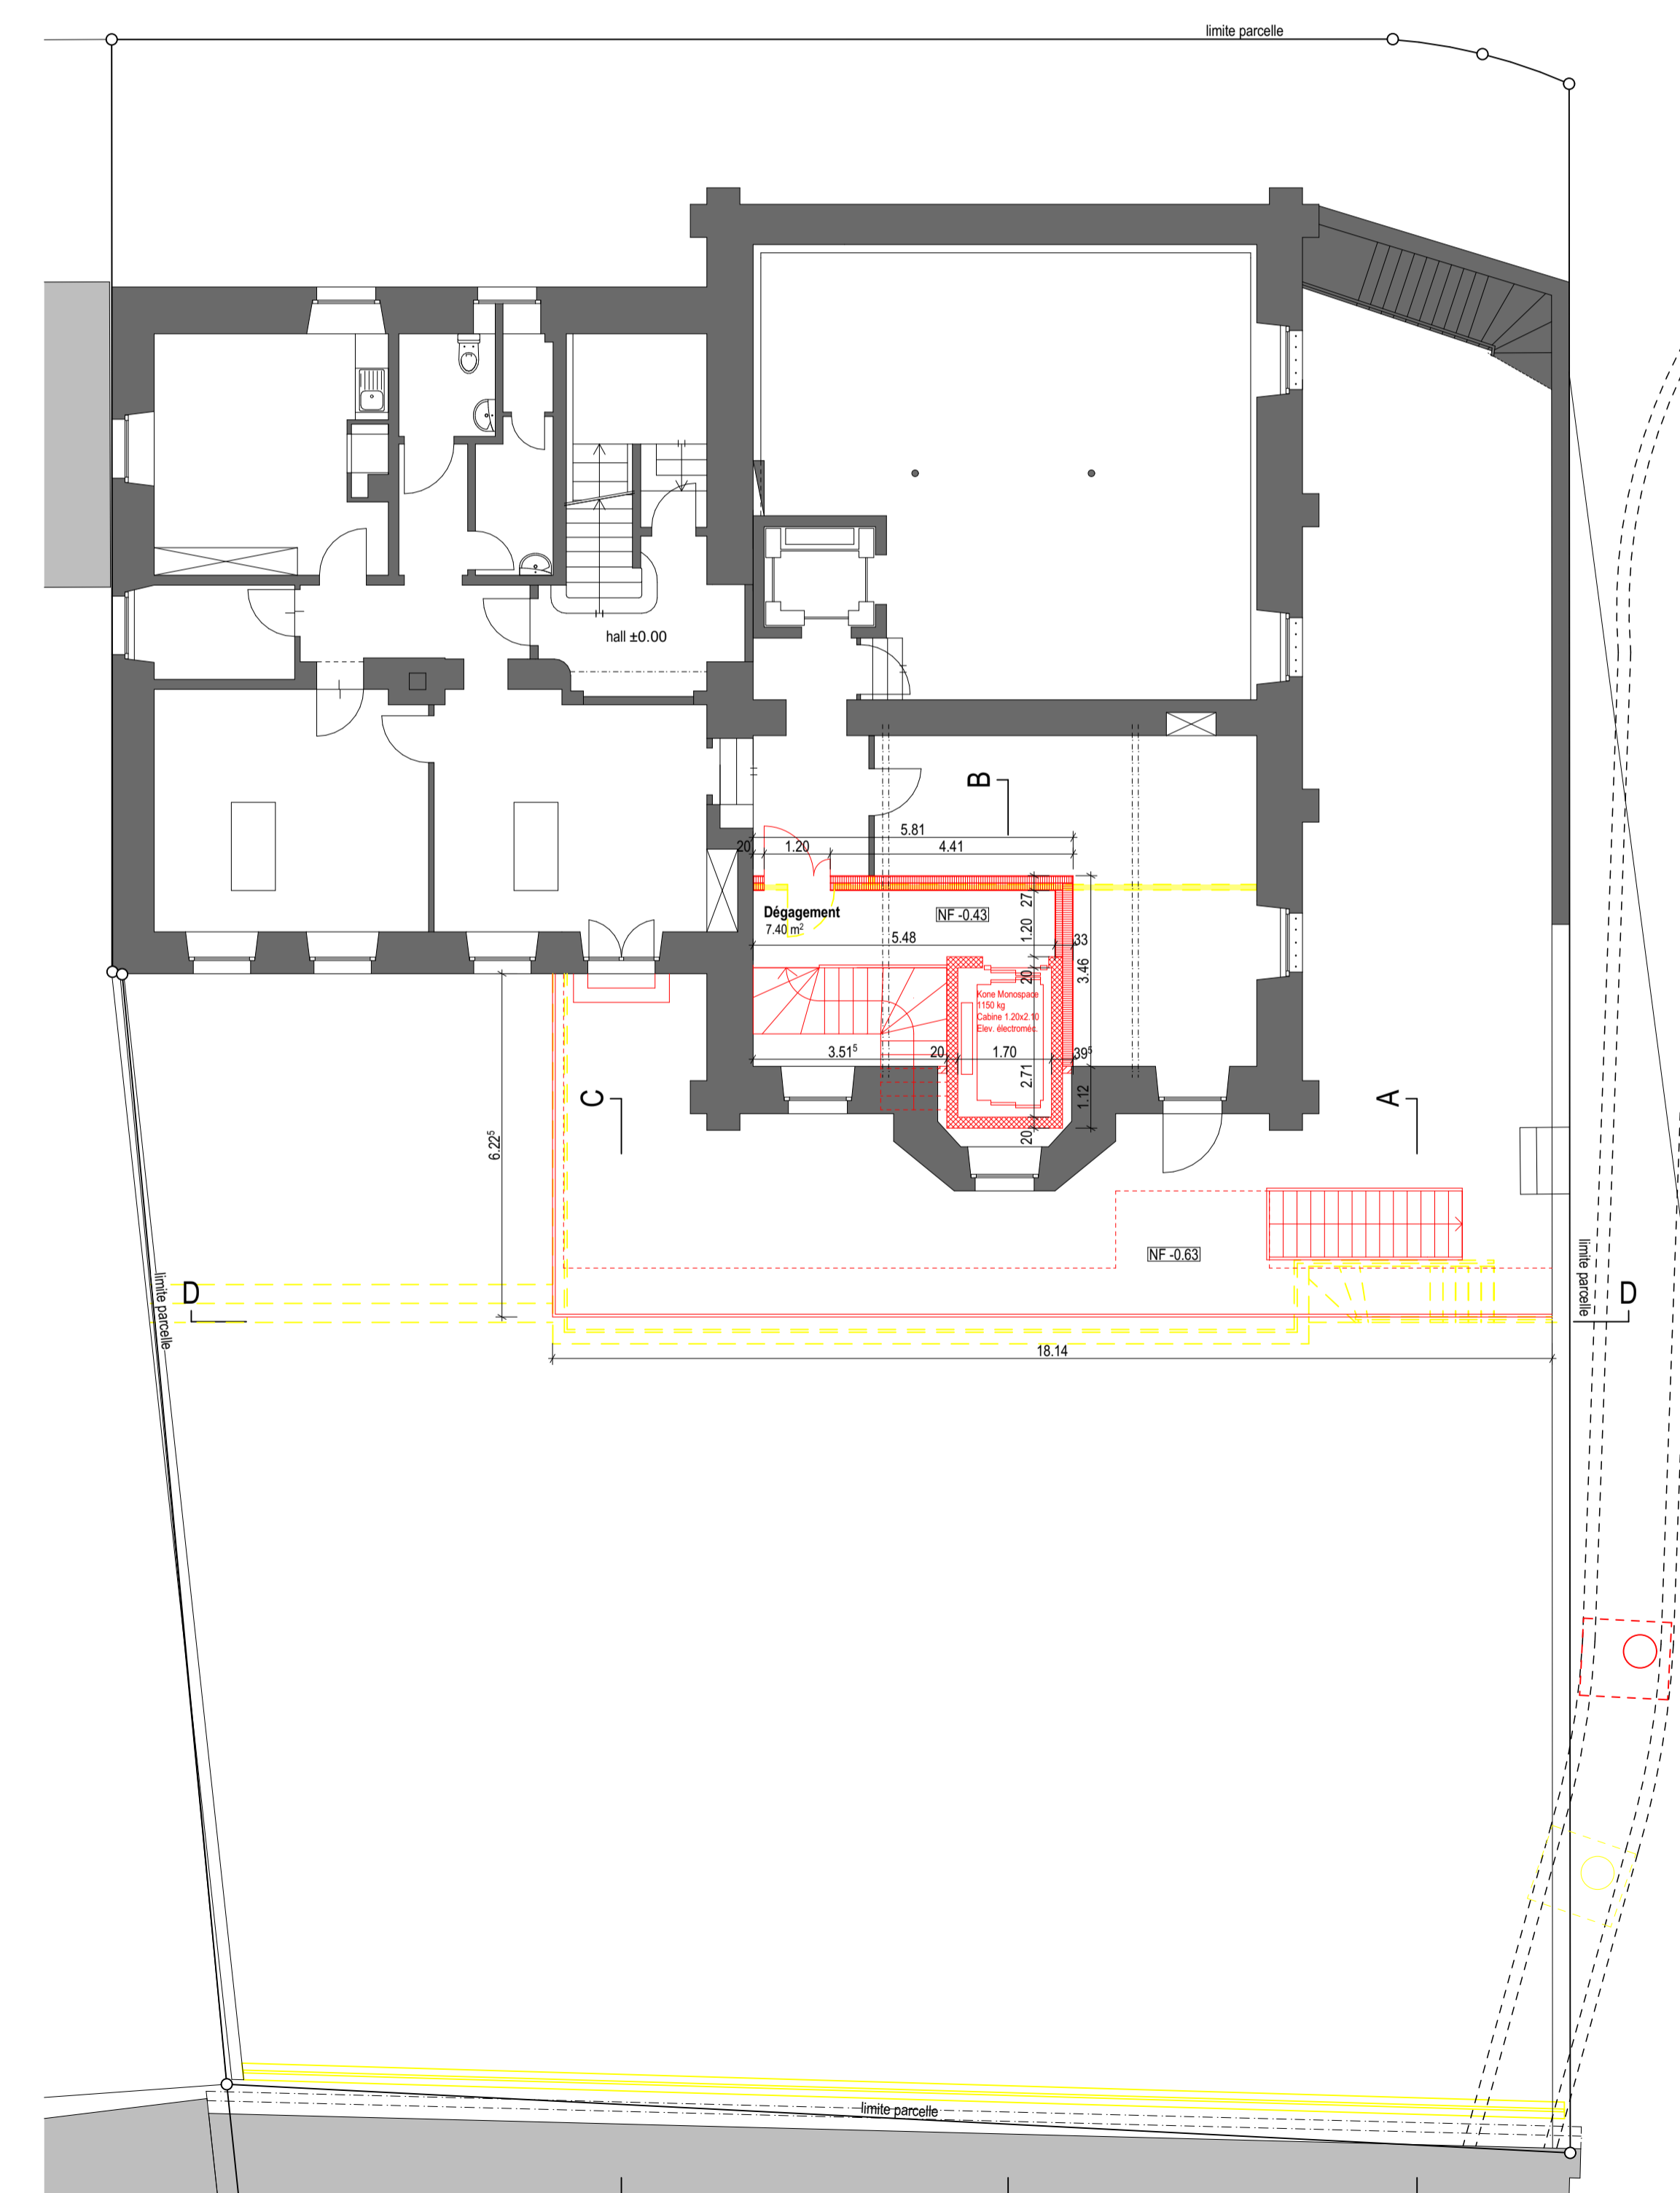 limite parcelle
hall ±0.00
B
5.81
20
1.20
4.41
Dégagement
7.40 m²
NF -0.43
27
1.20
5.48
33
3.46
20
Kone Monospace
1150 kg
Cabine 1.20x2.10
Elev. électroméc.
3.51⁵
20
1.70
39⁵
2.71
1.12
20
C
A
6.22⁵
NF -0.63
limite parcelle
limite parcelle
D
D
18.14
limite parcelle